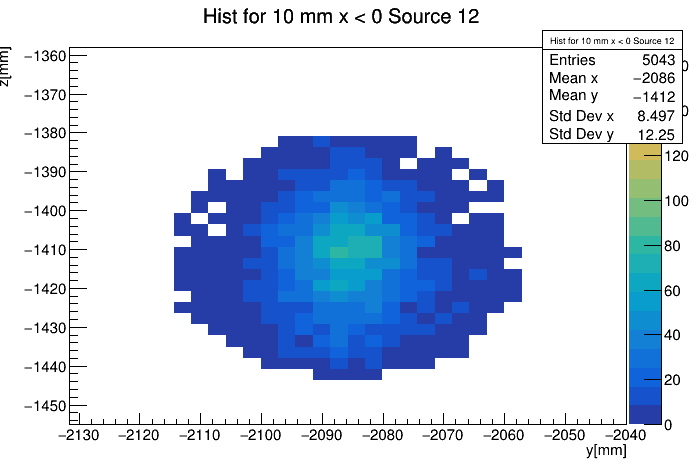 Hist for 10 mm x < 0 Source 12
Hist for 10 mm x < 0 Source 12
Entries 5043
Mean x −2086
Mean y −1412
Std Dev x 8.497
Std Dev y 12.25
z[mm]
−1360
−1370
−1380
−1390
−1400
−1410
−1420
−1430
−1440
−1450
−2130 −2120 −2110 −2100 −2090 −2080 −2070 −2060 −2050 −2040
y[mm]
0
0
120
100
80
60
40
20
0